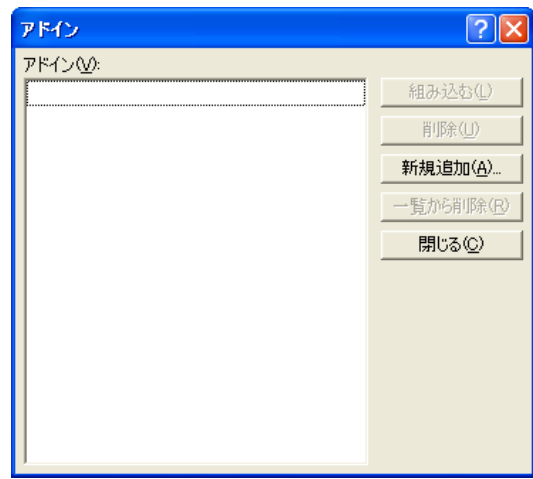 アドイン
アドイン(V):
組み込む(L)
削除(U)
新規追加(A)...
一覧から削除(R)
閉じる(C)